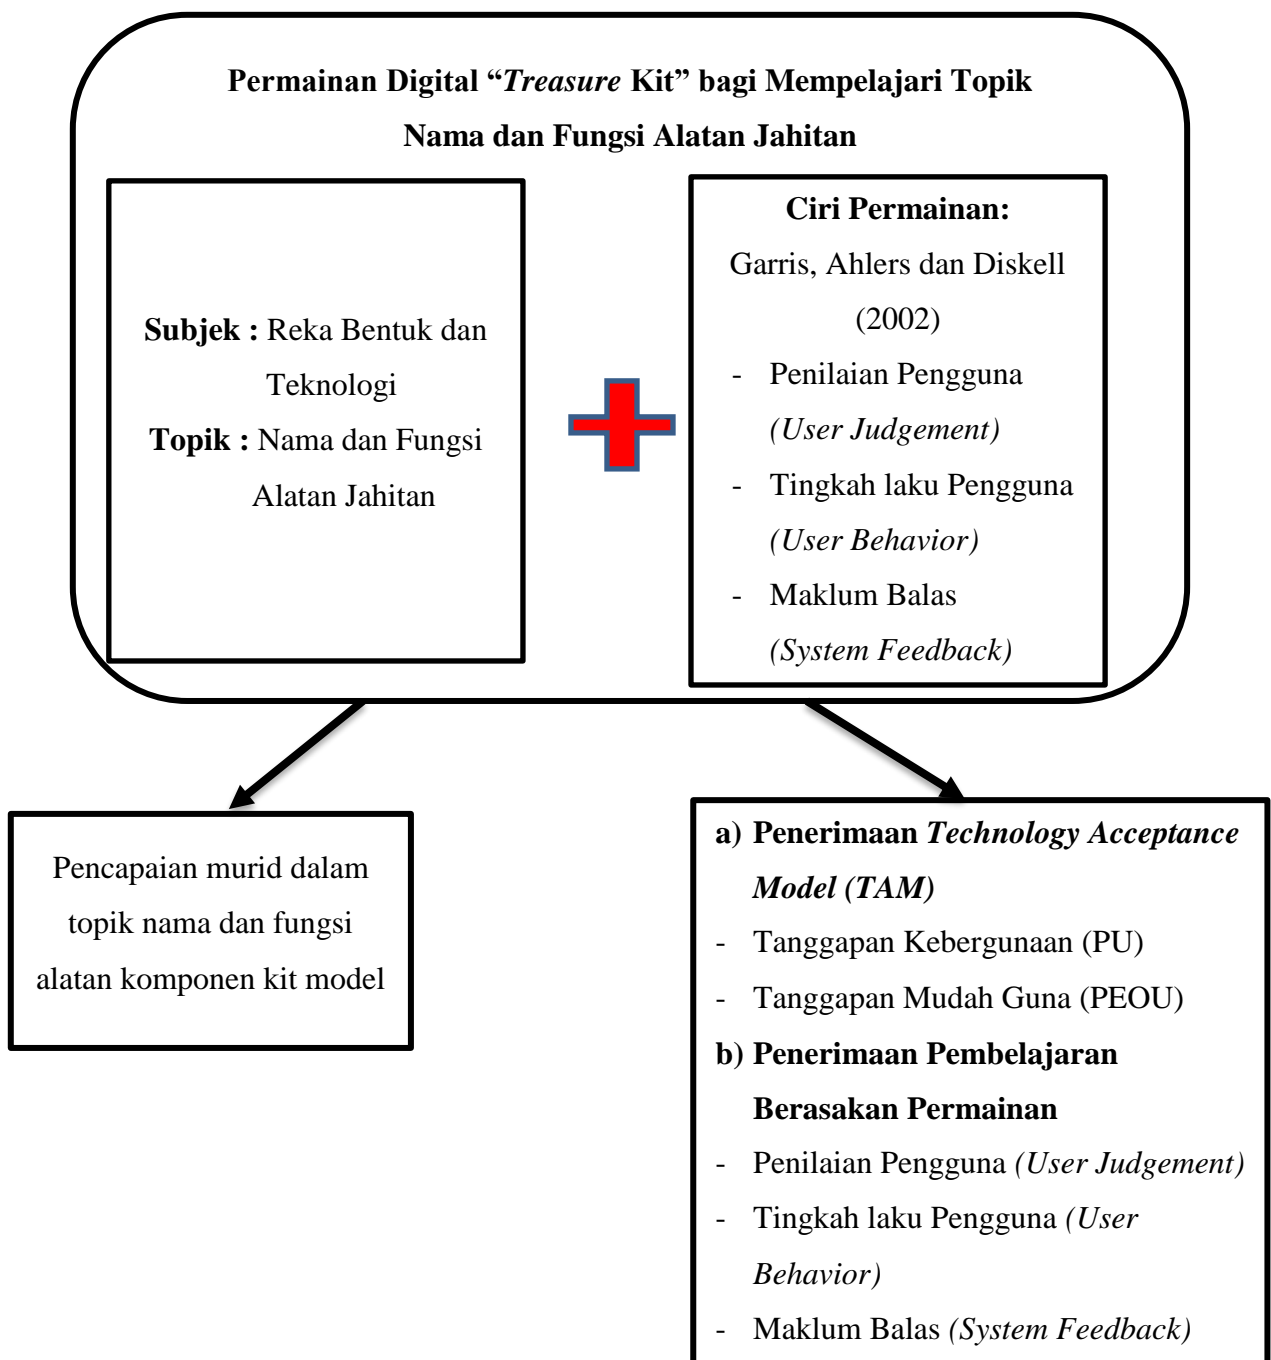 Permainan Digital “Treasure Kit” bagi Mempelajari Topik
Nama dan Fungsi Alatan Jahitan
Subjek : Reka Bentuk dan
Teknologi
Topik : Nama dan Fungsi
Alatan Jahitan
Ciri Permainan:
Garris, Ahlers dan Diskell
(2002)
- Penilaian Pengguna
(User Judgement)
- Tingkah laku Pengguna
(User Behavior)
- Maklum Balas
(System Feedback)
Pencapaian murid dalam
topik nama dan fungsi
alatan komponen kit model
a) Penerimaan Technology Acceptance
Model (TAM)
- Tanggapan Kebergunaan (PU)
- Tanggapan Mudah Guna (PEOU)
b) Penerimaan Pembelajaran
Berasakan Permainan
- Penilaian Pengguna (User Judgement)
- Tingkah laku Pengguna (User
Behavior)
- Maklum Balas (System Feedback)